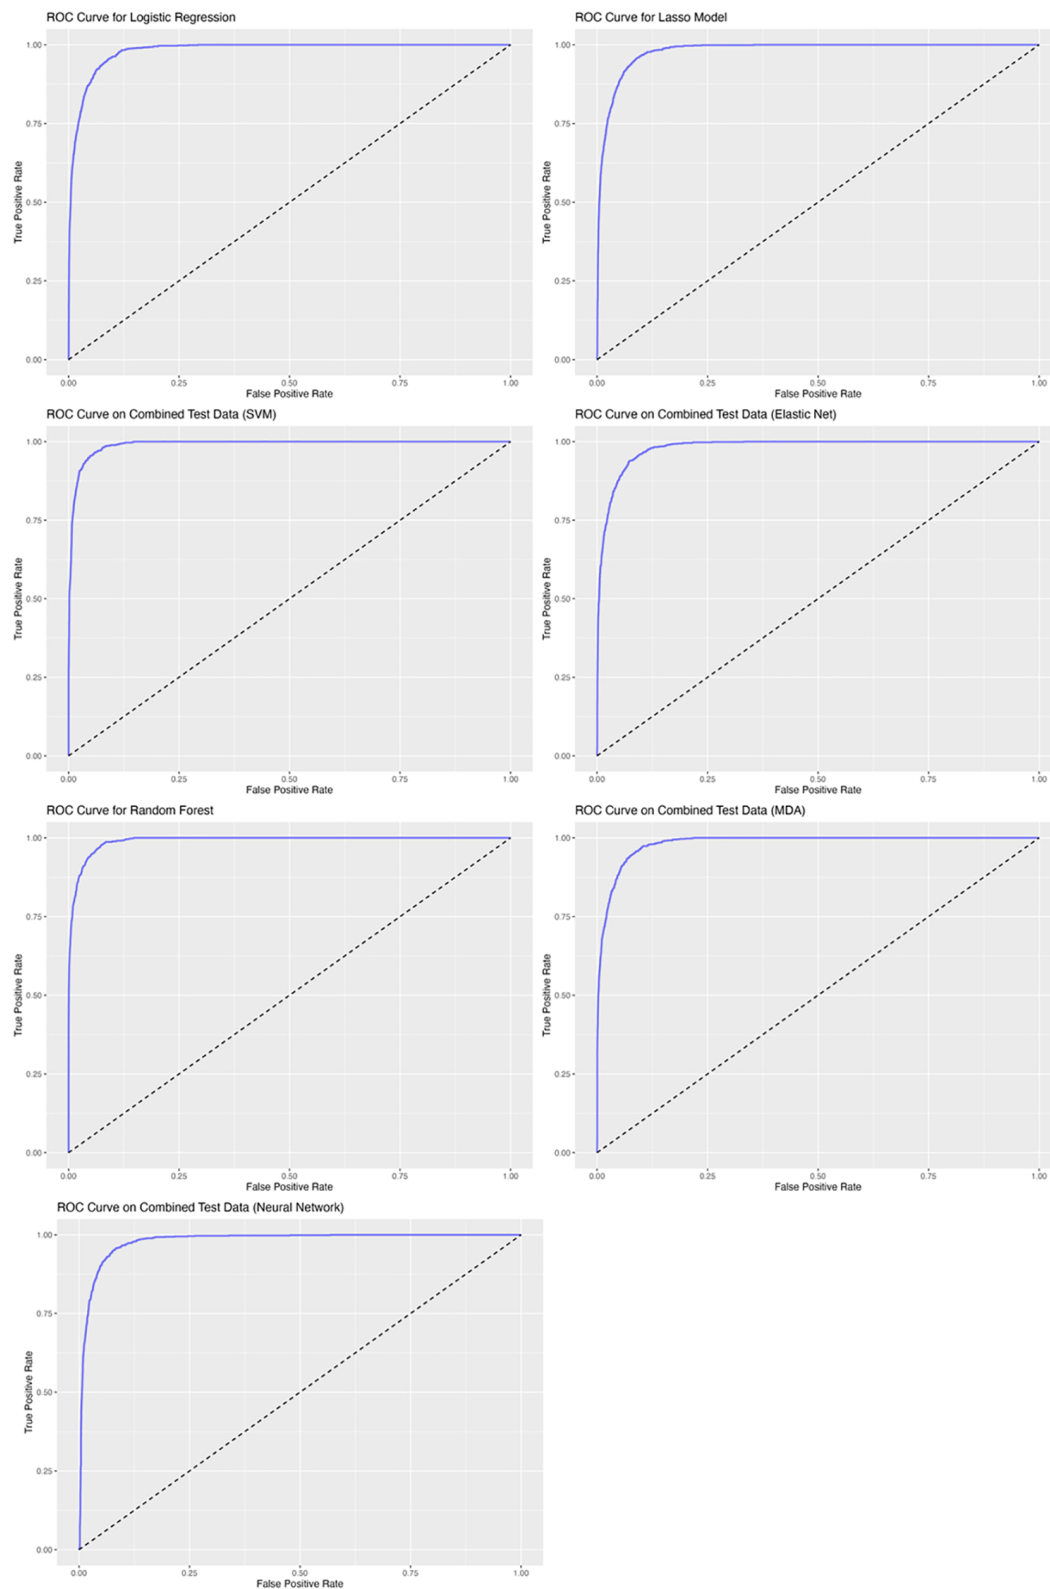 ROC Curve for Logistic Regression
1.00
0.75
0.50
0.25
0.00
True Positive Rate
0.00 0.25 0.50 0.75 1.00
False Positive Rate
ROC Curve for Lasso Model
1.00
0.75
0.50
0.25
0.00
True Positive Rate
0.00 0.25 0.50 0.75 1.00
False Positive Rate
ROC Curve on Combined Test Data (SVM)
1.00
0.75
0.50
0.25
0.00
True Positive Rate
0.00 0.25 0.50 0.75 1.00
False Positive Rate
ROC Curve on Combined Test Data (Elastic Net)
1.00
0.75
0.50
0.25
0.00
True Positive Rate
0.00 0.25 0.50 0.75 1.00
False Positive Rate
ROC Curve for Random Forest
1.00
0.75
0.50
0.25
0.00
True Positive Rate
0.00 0.25 0.50 0.75 1.00
False Positive Rate
ROC Curve on Combined Test Data (MDA)
1.00
0.75
0.50
0.25
0.00
True Positive Rate
0.00 0.25 0.50 0.75 1.00
False Positive Rate
ROC Curve on Combined Test Data (Neural Network)
1.00
0.75
0.50
0.25
0.00
True Positive Rate
0.00 0.25 0.50 0.75 1.00
False Positive Rate